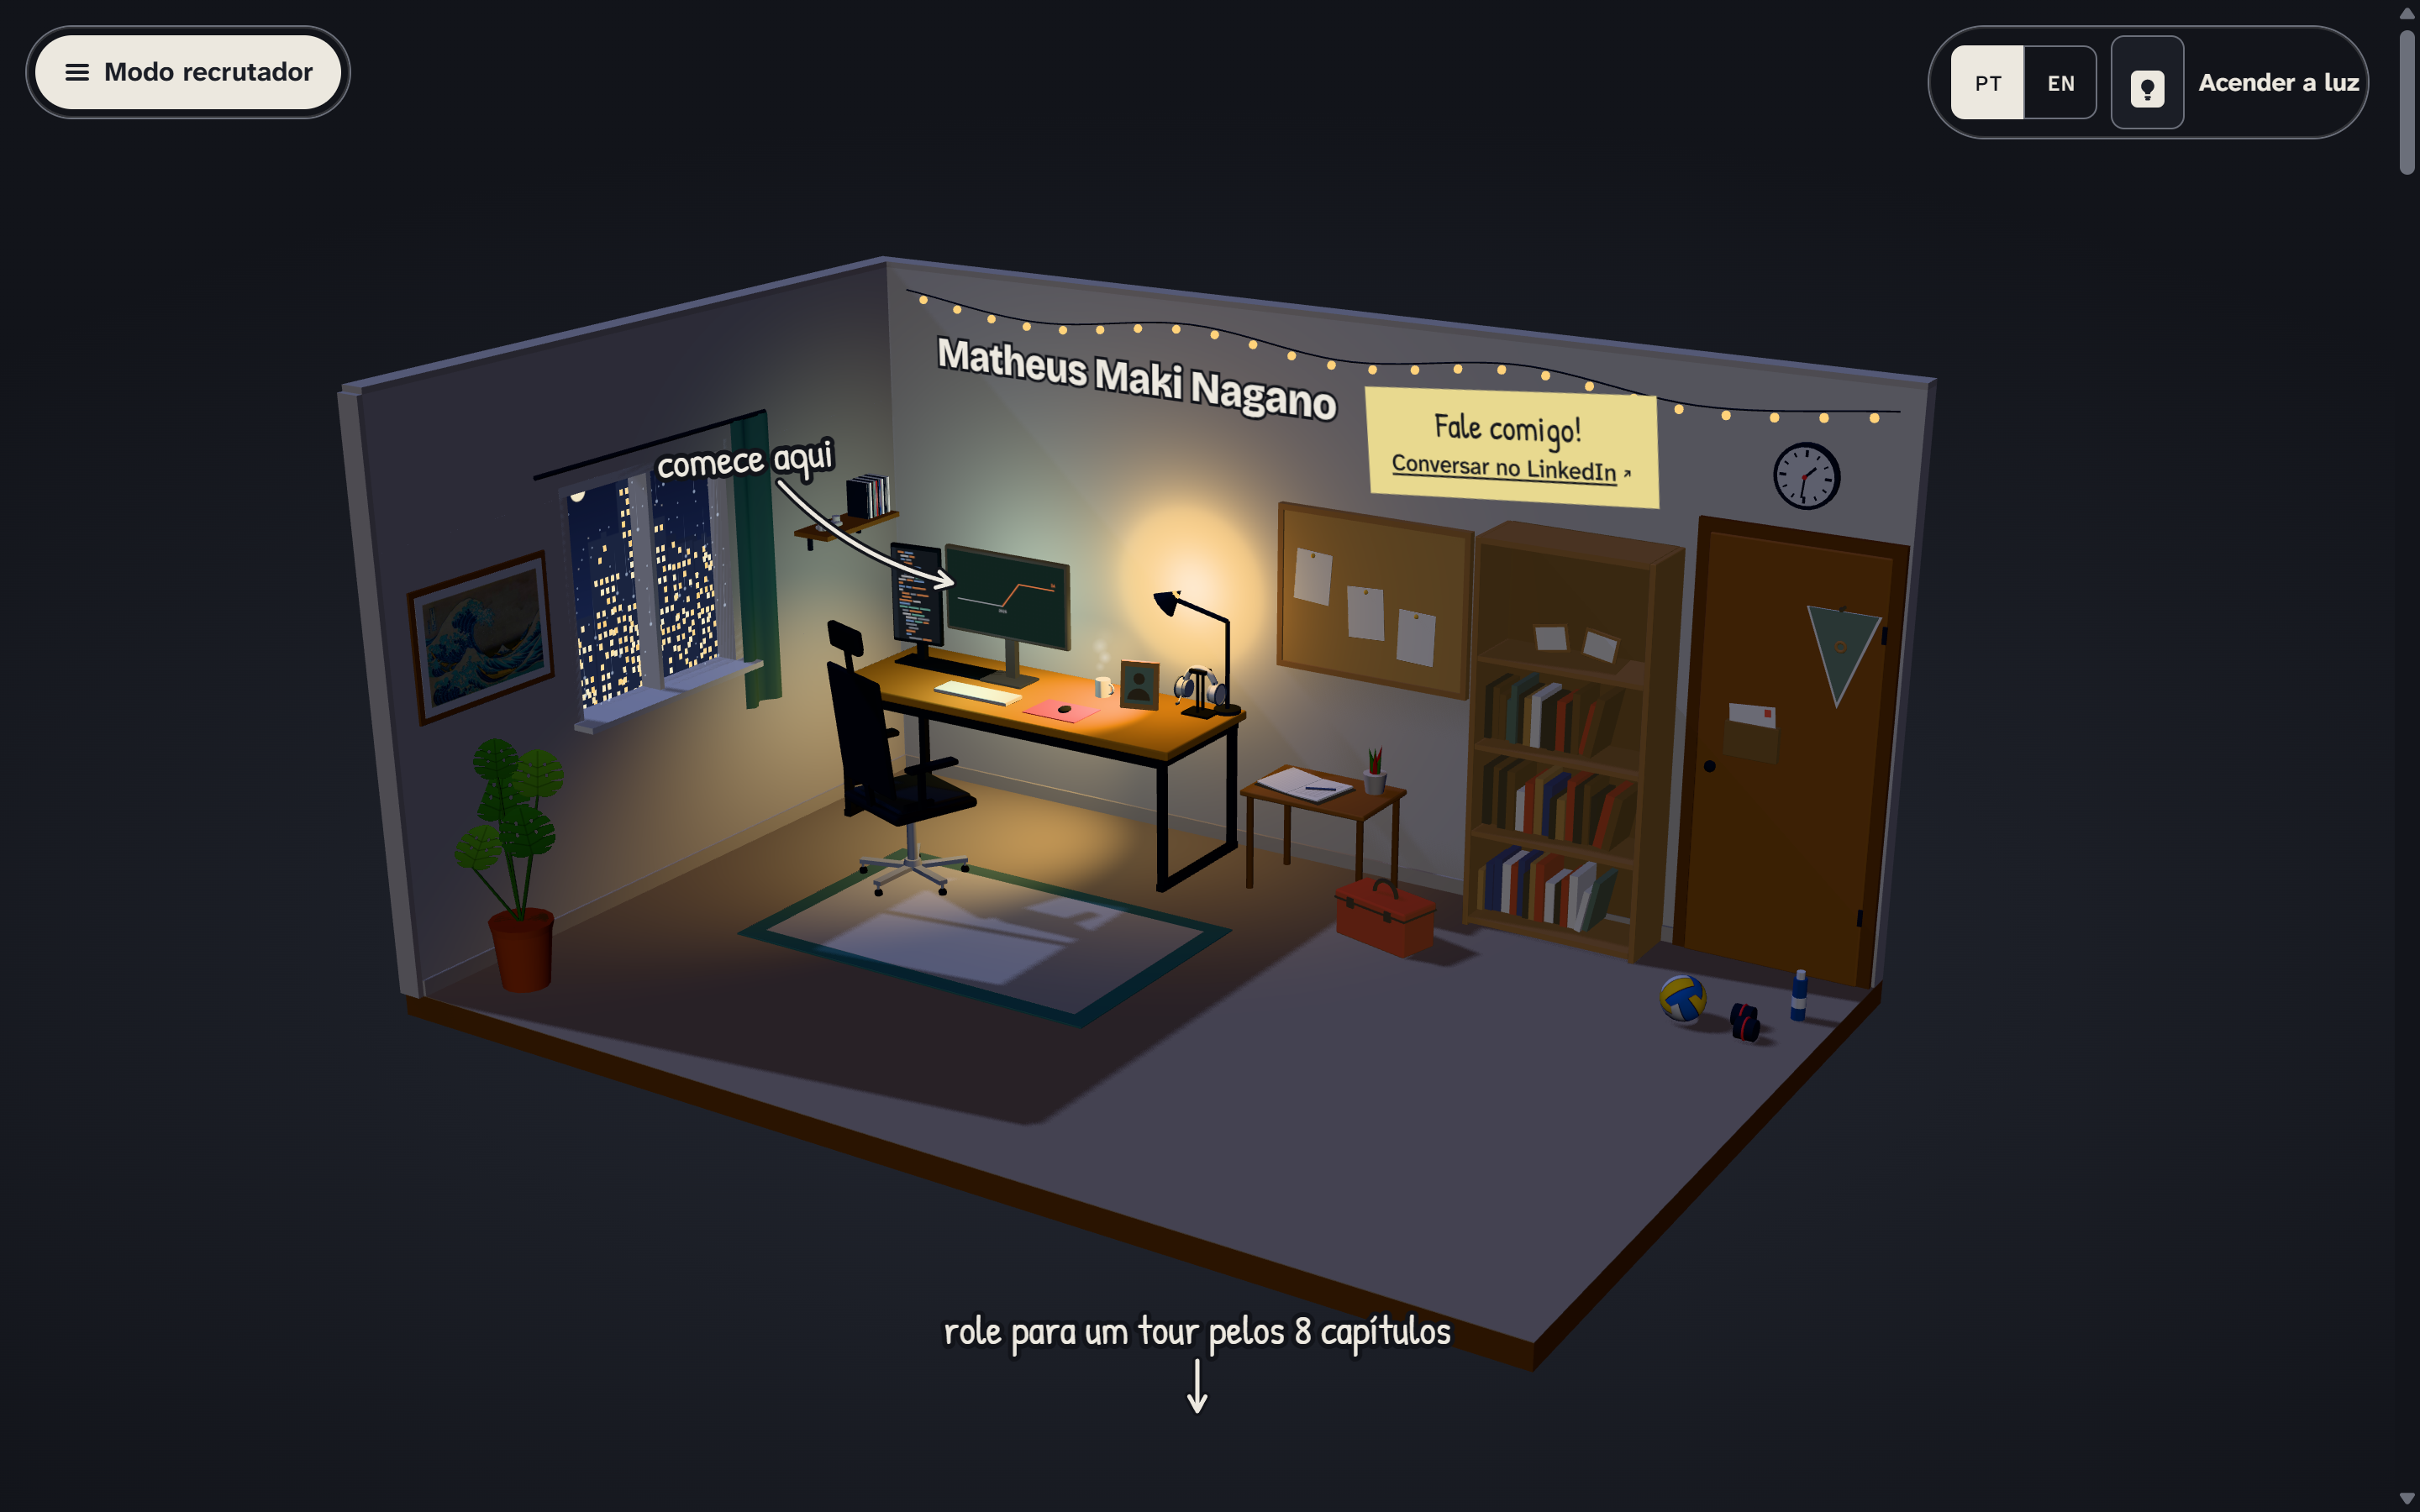 Modo recrutador
PT
EN
Acender a luz
Matheus Maki Nagano
Fale comigo!
Conversar no LinkedIn ↗
comece aqui
role para um tour pelos 8 capítulos